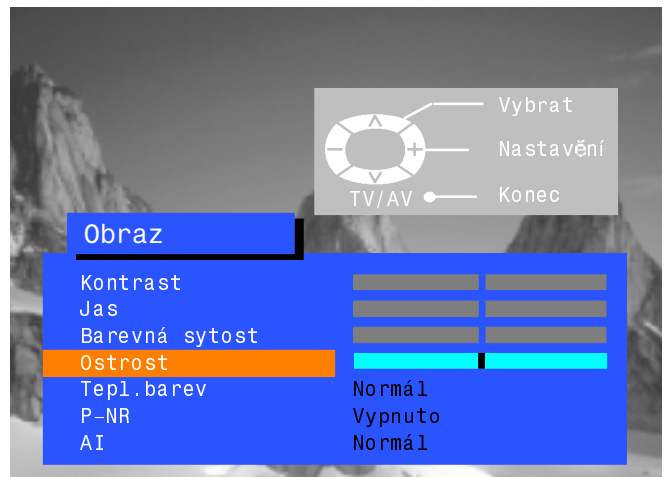 Vybrat
Nastavění
TV/AV Konec
Obraz
Kontrast
Jas
Barevná sytost
Ostrost
Tepl.barev Normál
P-NR Vypnuto
AI Normál